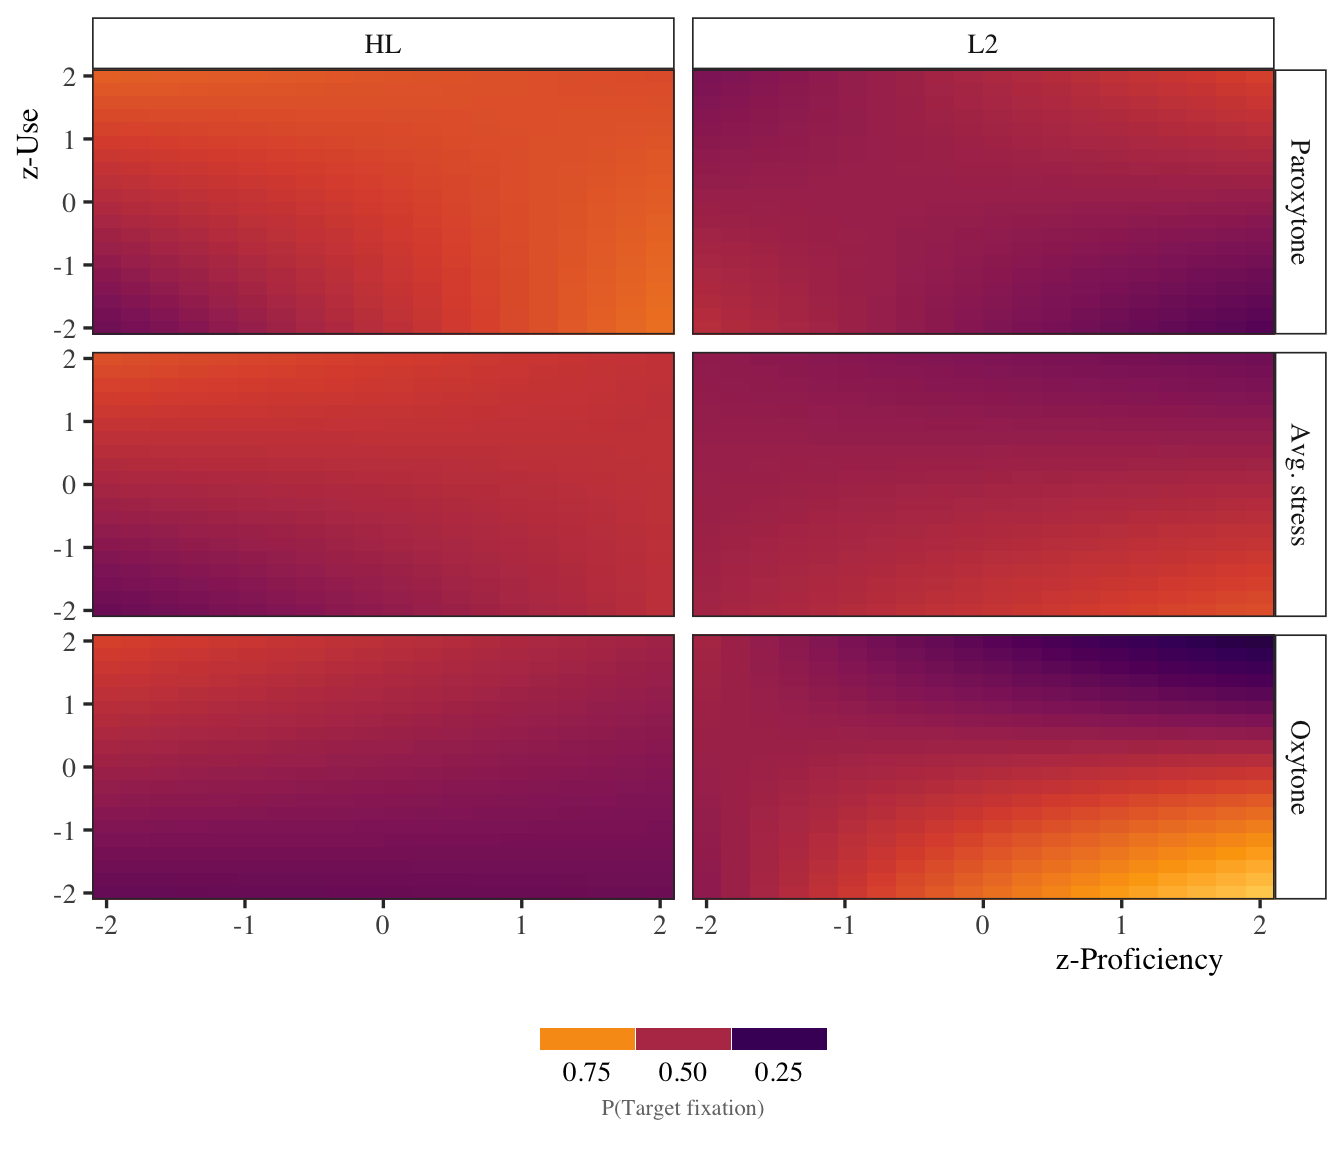 HL
L2
z-Use
2
1
0
-1
-2
Paroxytone
2
1
0
-1
-2
Avg. stress
2
1
0
-1
-2
Oxytone
-2 -1 0 1 2 -2 -1 0 1 2
z-Proficiency
0.75 0.50 0.25
P(Target fixation)